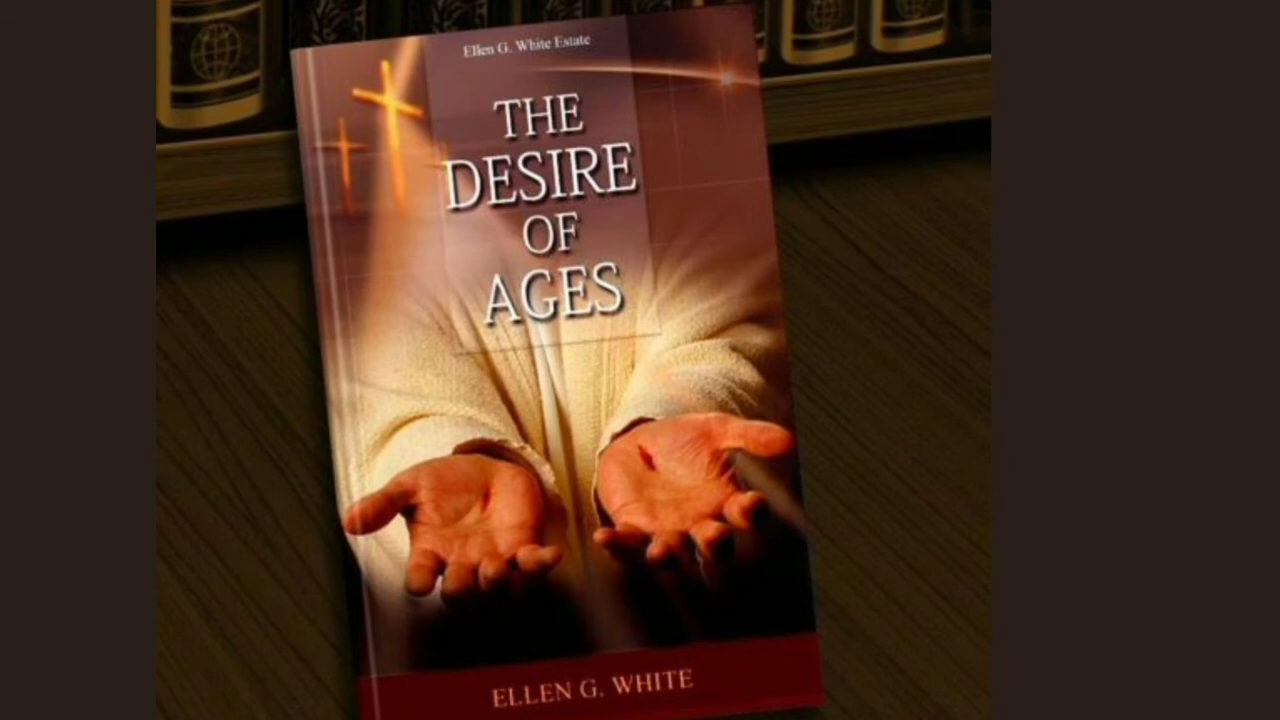 Ellen G. White Estate
THE
DESIRE
OF
AGES
ELLEN G. WHITE